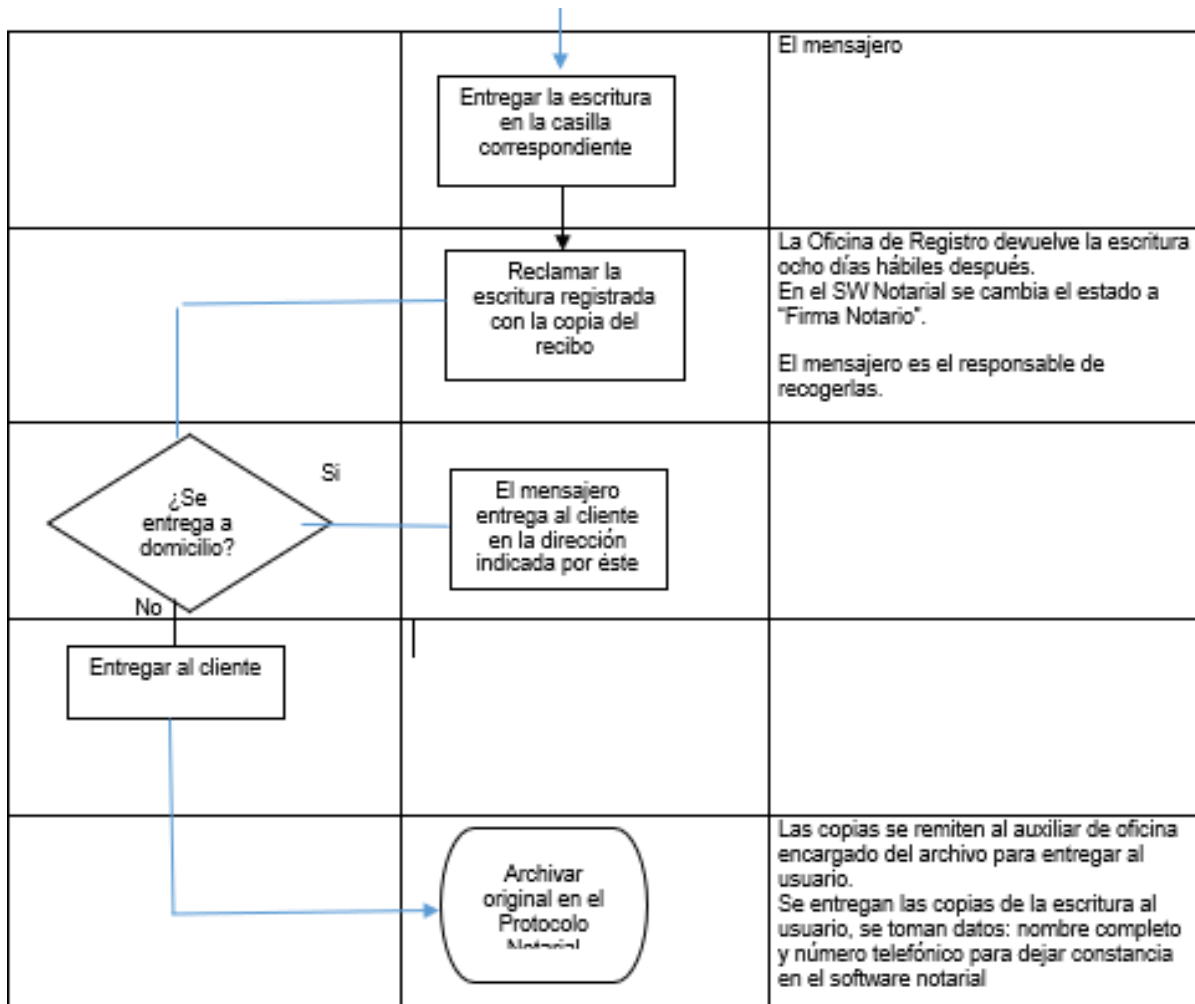 El mensajero
Entregar la escritura
en la casilla
correspondiente
Reclamar la
escritura registrada
con la copia del
recibo
La Oficina de Registro devuelve la escritura
ocho días hábiles después.
En el SW Notarial se cambia el estado a
"Firma Notario".
El mensajero es el responsable de
recogerlas.
¿Se
entrega a
domicilio?
Si
El mensajero
entrega al cliente
en la dirección
indicada por éste
No
Entregar al cliente
Archivar
original en el
Protocolo
Notarial
Las copias se remiten al auxiliar de oficina
encargado del archivo para entregar al
usuario.
Se entregan las copias de la escritura al
usuario, se toman datos: nombre completo
y número telefónico para dejar constancia
en el software notarial